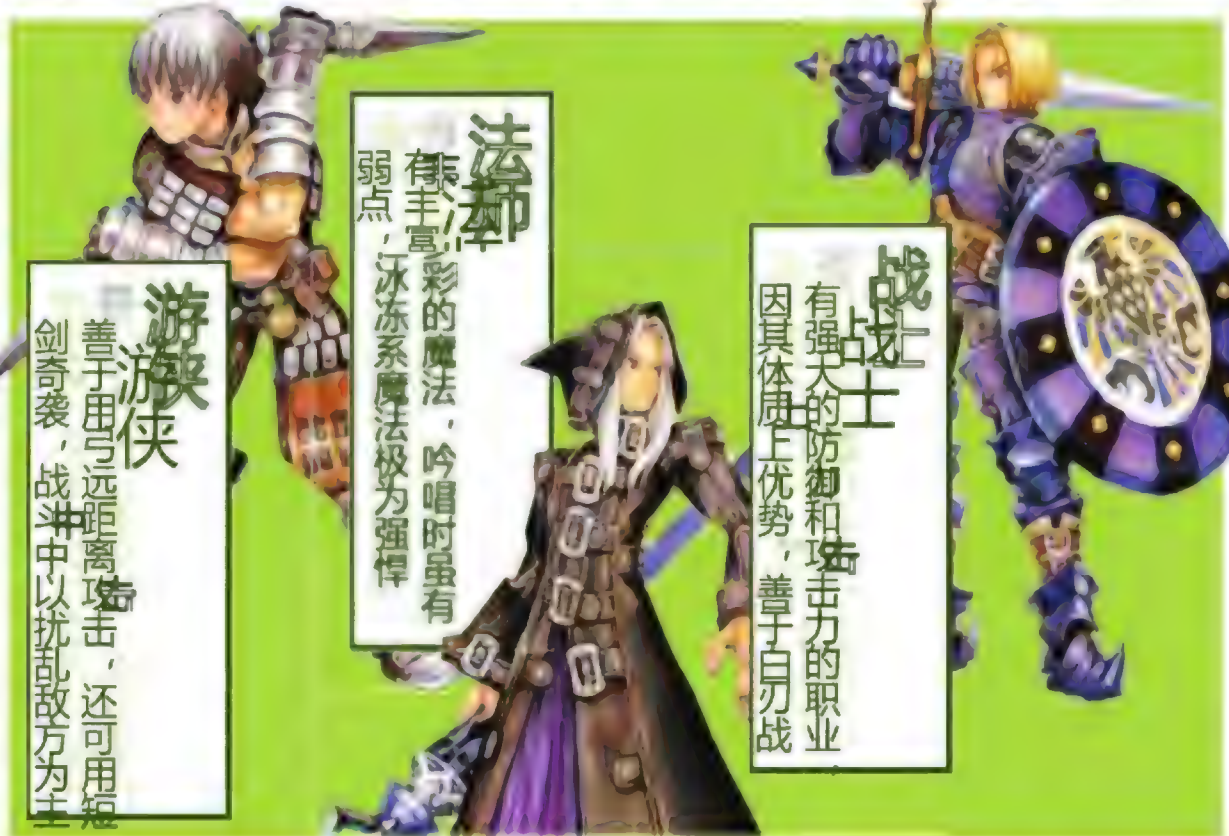 战士
战士
有强大的防御和攻击力的职业,
因其体质上优势,善于白刃战
法师
有丰富多彩的魔法,吟唱时虽有
弱点,冰冻系魔法极为强悍
游侠
游侠
善于用弓远距离攻击,还可用短
剑奇袭,战斗中以扰乱敌方为主